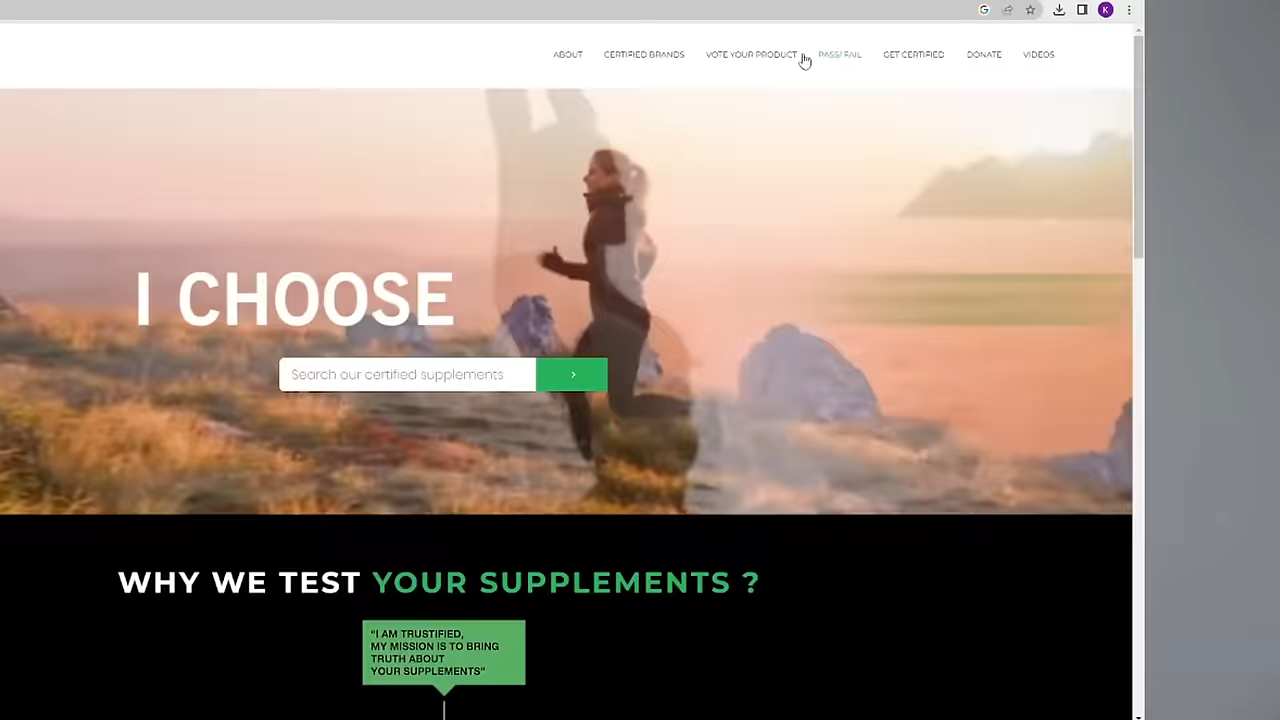 K
ABOUT
CERTIFIED BRANDS
VOTE YOUR PRODUCT
PASS/ FAIL
GET CERTIFIED
DONATE
VIDEOS
I CHOOSE
Search our certified supplements
WHY WE TEST YOUR SUPPLEMENTS ?
"I AM TRUSTIFIED,
MY MISSION IS TO BRING
TRUTH ABOUT
YOUR SUPPLEMENTS"